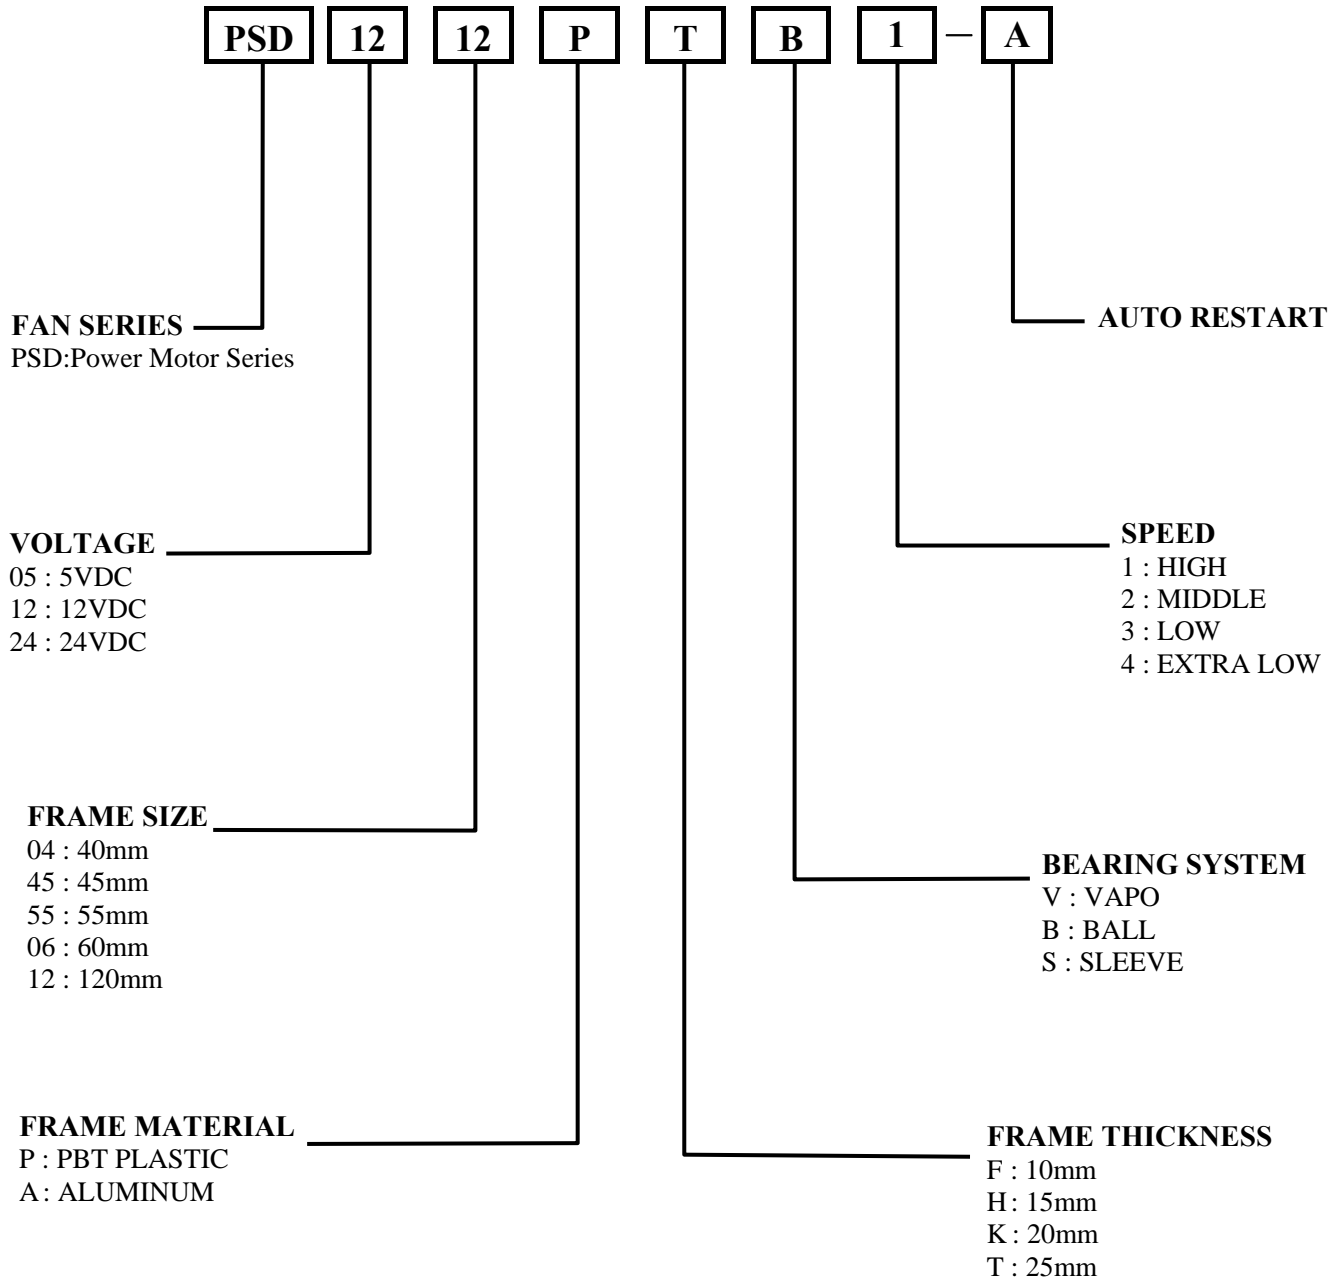 PSD 12 12 P T B 1 － A
FAN SERIES
PSD:Power Motor Series
AUTO RESTART
VOLTAGE
05 : 5VDC
12 : 12VDC
24 : 24VDC
SPEED
1 : HIGH
2 : MIDDLE
3 : LOW
4 : EXTRA LOW
FRAME SIZE
04 : 40mm
45 : 45mm
55 : 55mm
06 : 60mm
12 : 120mm
BEARING SYSTEM
V : VAPO
B : BALL
S : SLEEVE
FRAME MATERIAL
P : PBT PLASTIC
A : ALUMINUM
FRAME THICKNESS
F : 10mm
H : 15mm
K : 20mm
T : 25mm